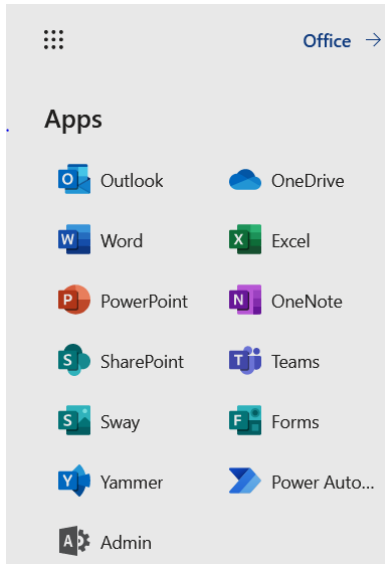 Office →
Apps
Outlook OneDrive
Word Excel
PowerPoint OneNote
SharePoint Teams
Sway Forms
Yammer Power Auto...
Admin